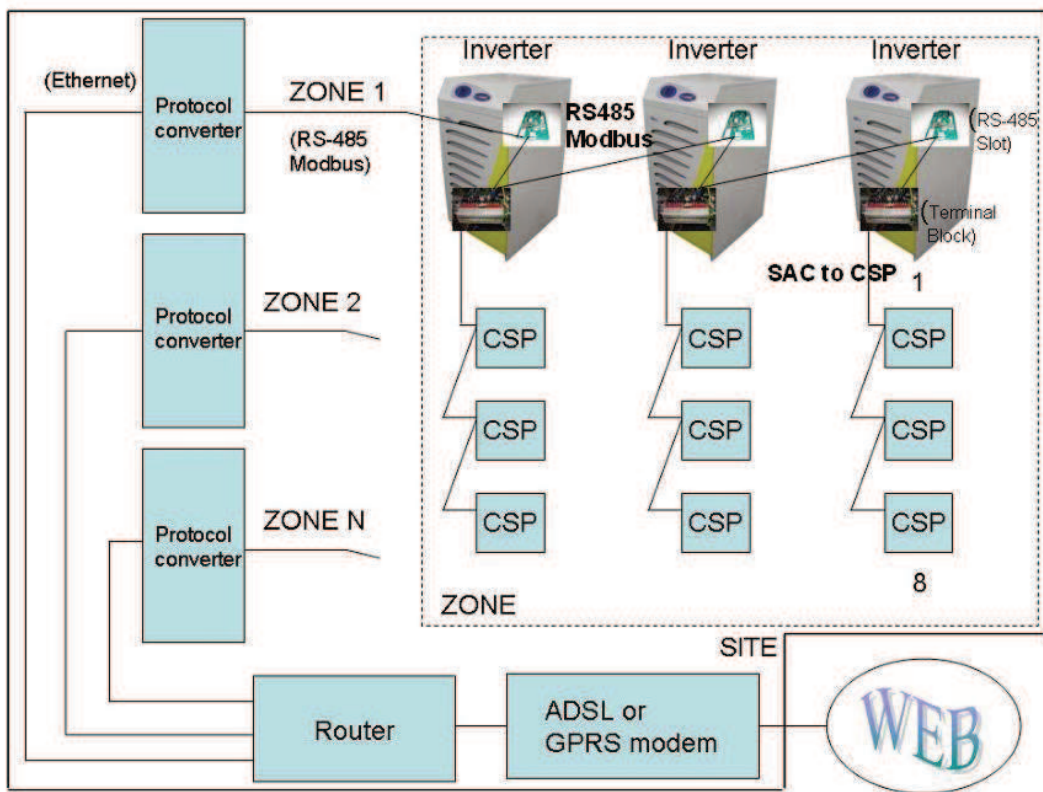 Inverter
Inverter
Inverter
(Ethernet)
Protocol
converter
ZONE 1
(RS-485
Modbus)
RS485
Modbus
(RS-485
Slot)
(Terminal
Block)
SAC to CSP
1
Protocol
converter
ZONE 2
CSP
CSP
CSP
CSP
CSP
CSP
Protocol
converter
ZONE N
CSP
CSP
CSP
8
ZONE
SITE
Router
ADSL or
GPRS modem
WEB